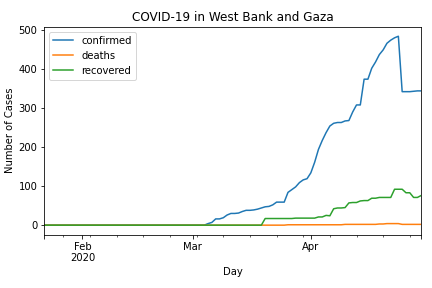 COVID-19 in West Bank and Gaza
confirmed
deaths
recovered
Number of Cases
500
400
300
200
100
0
Feb
2020
Mar
Apr
Day